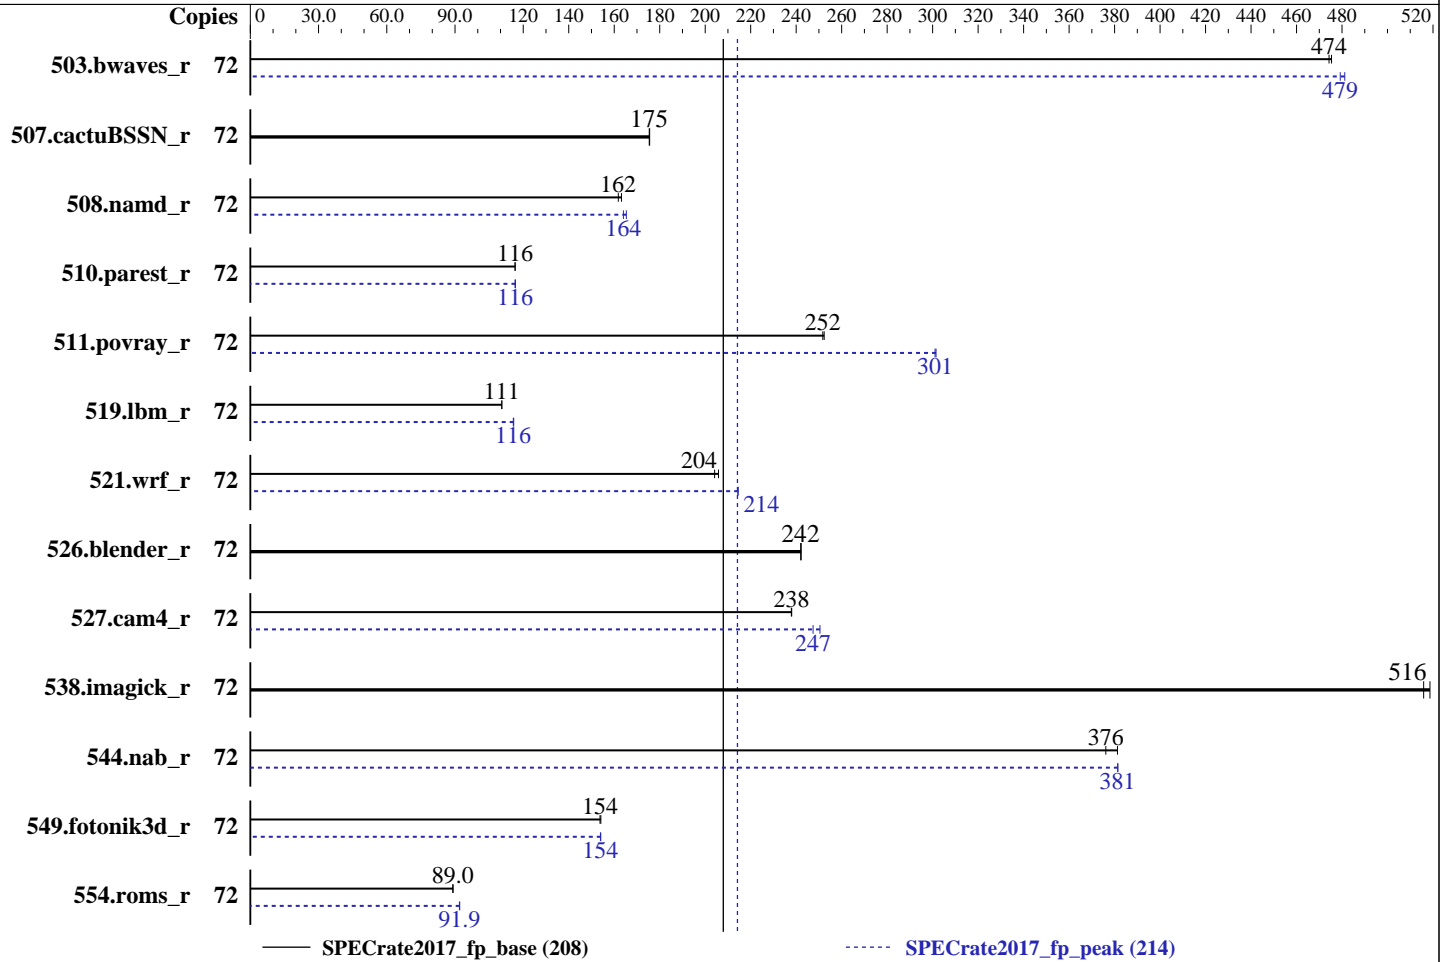 Copies 0 30.0 60.0 90.0 120 140 160 180 200 220 240 260 280 300 320 340 360 380 400 420 440 460 480 520
503.bwaves_r 72 474
479
507.cactuBSSN_r 72 175
508.namd_r 72 162
164
510.parest_r 72 116
116
511.povray_r 72 252
301
519.lbm_r 72 111
116
521.wrf_r 72 204
214
526.blender_r 72 242
527.cam4_r 72 238
247
538.imagick_r 72 516
544.nab_r 72 376
381
549.fotonik3d_r 72 154
154
554.roms_r 72 89.0
91.9
SPECrate2017_fp_base (208) SPECrate2017_fp_peak (214)